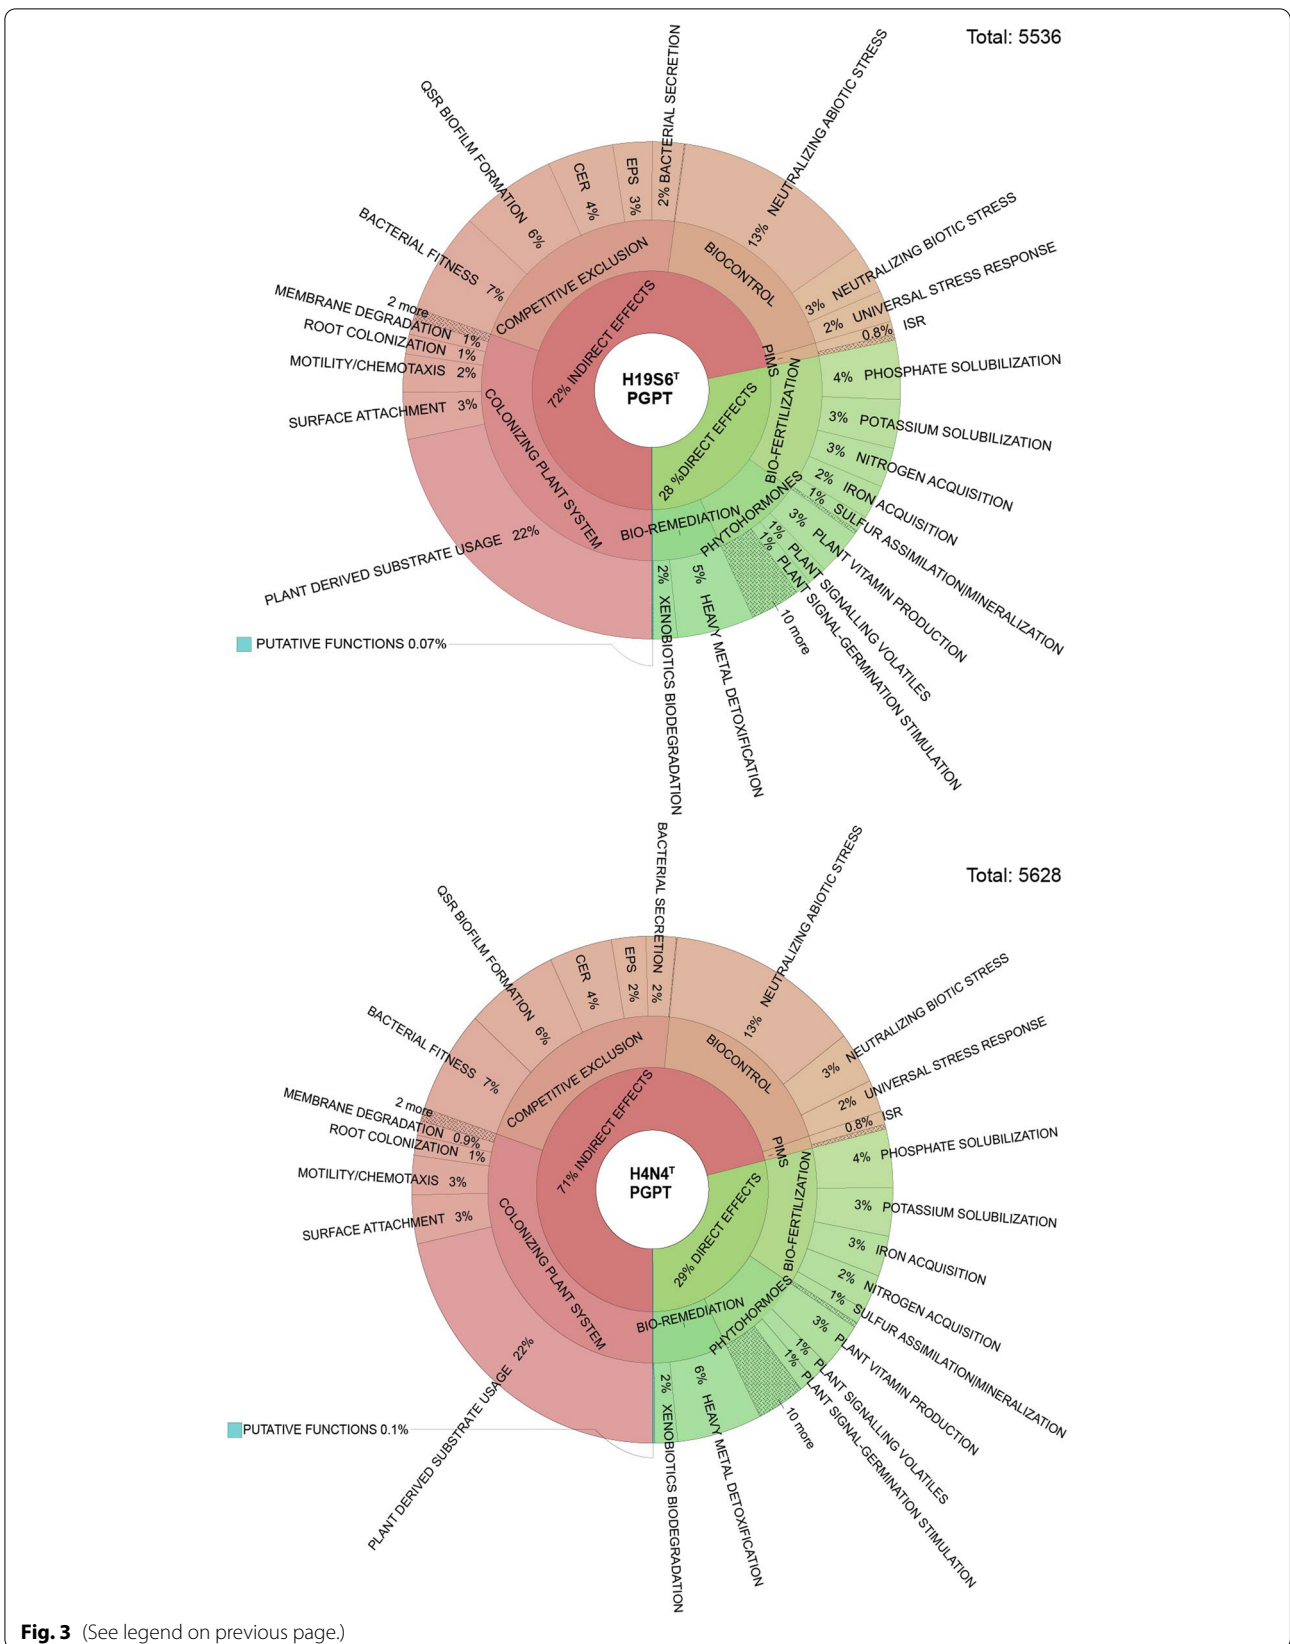 Total: 5536
H19S6ᵀ
PGPT
72% INDIRECT EFFECTS
28 %DIRECT EFFECTS
COMPETITIVE EXCLUSION
BIOCONTROL
PIMS
BIO-FERTILIZATION
PHYTOHORMONES
BIO-REMEDIATION
COLONIZING PLANT SYSTEM
2% BACTERIAL SECRETION
13% NEUTRALIZING ABIOTIC STRESS
3% NEUTRALIZING BIOTIC STRESS
2% UNIVERSAL STRESS RESPONSE
0.8% ISR
4% PHOSPHATE SOLUBILIZATION
3% POTASSIUM SOLUBILIZATION
3% NITROGEN ACQUISITION
2% IRON ACQUISITION
1% SULFUR ASSIMILATION|MINERALIZATION
3% PLANT VITAMIN PRODUCTION
1% PLANT SIGNALLING VOLATILES
1% PLANT SIGNAL-GERMINATION STIMULATION
10 more
5% HEAVY METAL DETOXIFICATION
2% XENOBIOTICS BIODEGRADATION
PUTATIVE FUNCTIONS 0.07%
PLANT DERIVED SUBSTRATE USAGE 22%
SURFACE ATTACHMENT 3%
MOTILITY/CHEMOTAXIS 2%
ROOT COLONIZATION 1%
MEMBRANE DEGRADATION 1%
2 more
BACTERIAL FITNESS 7%
QSR BIOFILM FORMATION 6%
CER 4%
EPS 3%
Total: 5628
H4N4ᵀ
PGPT
71% INDIRECT EFFECTS
29% DIRECT EFFECTS
COMPETITIVE EXCLUSION
BIOCONTROL
PIMS
BIO-FERTILIZATION
PHYTOHORMOES
BIO-REMEDIATION
COLONIZING PLANT SYSTEM
BACTERIAL SECRETION 2%
13% NEUTRALIZING ABIOTIC STRESS
3% NEUTRALIZING BIOTIC STRESS
2% UNIVERSAL STRESS RESPONSE
0.8% ISR
4% PHOSPHATE SOLUBILIZATION
3% POTASSIUM SOLUBILIZATION
3% IRON ACQUISITION
2% NITROGEN ACQUISITION
1% SULFUR ASSIMILATION|MINERALIZATION
3% PLANT VITAMIN PRODUCTION
1% PLANT SIGNALLING VOLATILES
1% PLANT SIGNAL-GERMINATION STIMULATION
10 more
6% HEAVY METAL DETOXIFICATION
2% XENOBIOTICS BIODEGRADATION
PUTATIVE FUNCTIONS 0.1%
PLANT DERIVED SUBSTRATE USAGE 22%
SURFACE ATTACHMENT 3%
MOTILITY/CHEMOTAXIS 3%
ROOT COLONIZATION 1%
MEMBRANE DEGRADATION 0.9%
2 more
BACTERIAL FITNESS 7%
QSR BIOFILM FORMATION 6%
CER 4%
EPS 2%
Fig. 3 (See legend on previous page.)